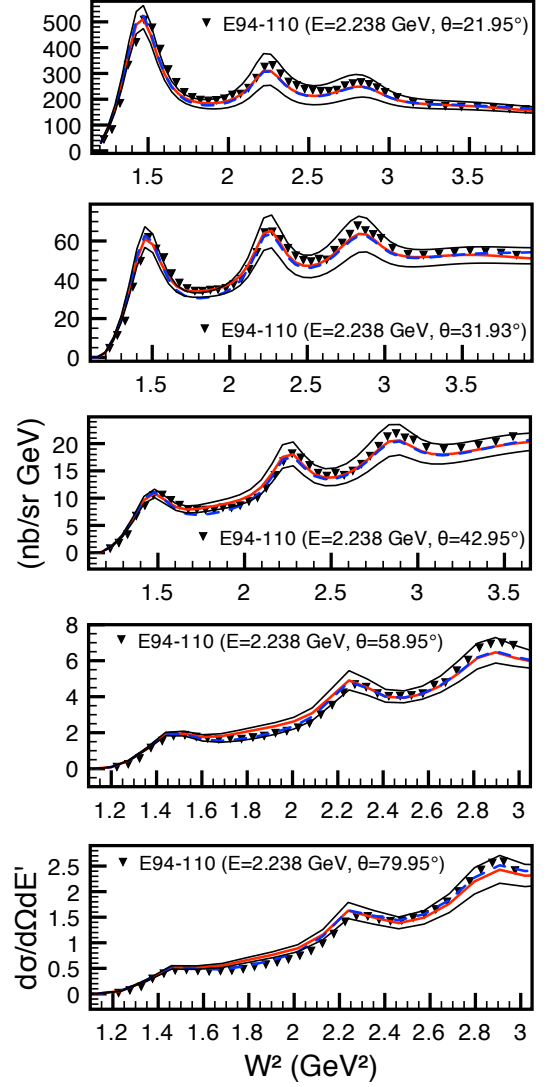 500
400
300
200
100
0
E94-110 (E=2.238 GeV, θ=21.95°)
1.5 2 2.5 3 3.5
60
40
20
0
E94-110 (E=2.238 GeV, θ=31.93°)
1.5 2 2.5 3 3.5
20
15
10
5
0
E94-110 (E=2.238 GeV, θ=42.95°)
1.5 2 2.5 3 3.5
(nb/sr GeV)
8
6
4
2
0
E94-110 (E=2.238 GeV, θ=58.95°)
1.2 1.4 1.6 1.8 2 2.2 2.4 2.6 2.8 3
2.5
2
1.5
1
0.5
0
E94-110 (E=2.238 GeV, θ=79.95°)
1.2 1.4 1.6 1.8 2 2.2 2.4 2.6 2.8 3
dσ/dΩdE'
W² (GeV²)